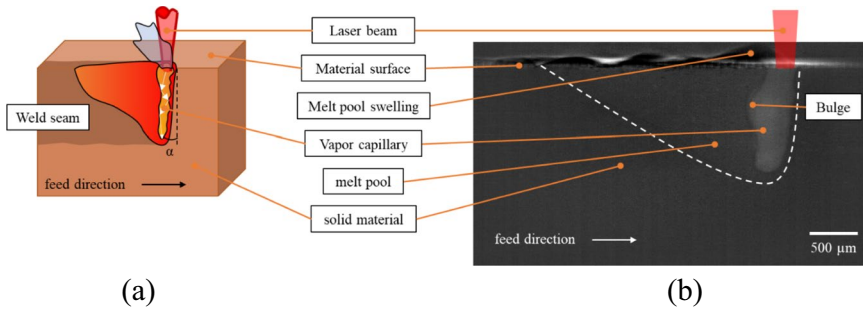 Laser beam
Material surface
Melt pool swelling
Weld seam
Bulge
Vapor capillary
α
melt pool
feed direction
solid material
feed direction
500 µm
(a)
(b)